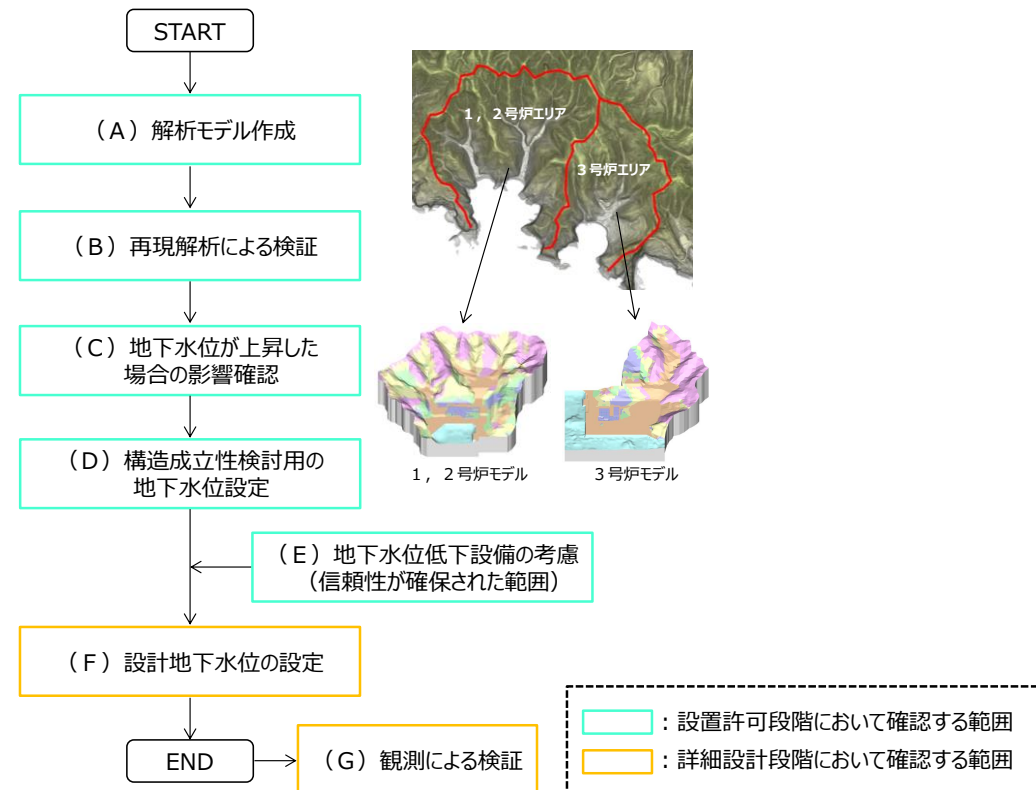 START
（A）解析モデル作成
（B）再現解析による検証
（C）地下水位が上昇した
場合の影響確認
（D）構造成立性検討用の
地下水位設定
（E）地下水位低下設備の考慮
（信頼性が確保された範囲）
（F）設計地下水位の設定
END
（G）観測による検証
1，2号炉エリア
3号炉エリア
1，2号炉モデル
3号炉モデル
：設置許可段階において確認する範囲
：詳細設計段階において確認する範囲